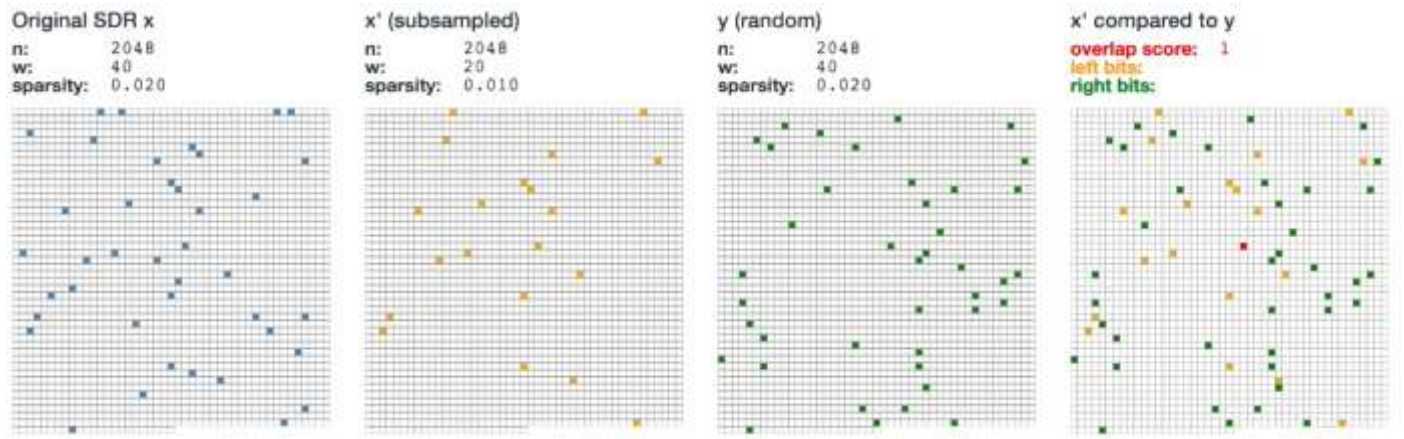 Original SDR x
n: 2048
w: 40
sparsity: 0.020
x' (subsampled)
n: 2048
w: 20
sparsity: 0.010
y (random)
n: 2048
w: 40
sparsity: 0.020
x' compared to y
overlap score: 1
left bits:
right bits: